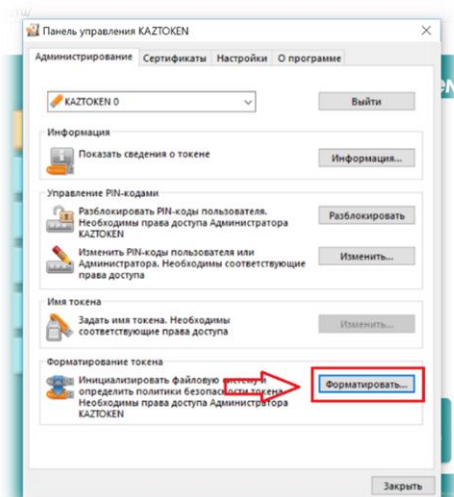 Панель управления KAZTOKEN
Администрирование Сертификаты Настройки О программе
KAZTOKEN 0
Выйти
Информация
Показать сведения о токене
Информация...
Управление PIN-кодами
Разблокировать PIN-коды пользователя.
Необходимы права доступа Администратора
KAZTOKEN
Разблокировать
Изменить PIN-коды пользователя или
Администратора. Необходимы соответствующие
права доступа
Изменить...
Имя токена
Задать имя токена. Необходимы
соответствующие права доступа
Изменить...
Форматирование токена
Инициализировать файловую систему и
определить политики безопасности токена.
Необходимы права доступа Администратора
KAZTOKEN
Форматировать...
Закрыть